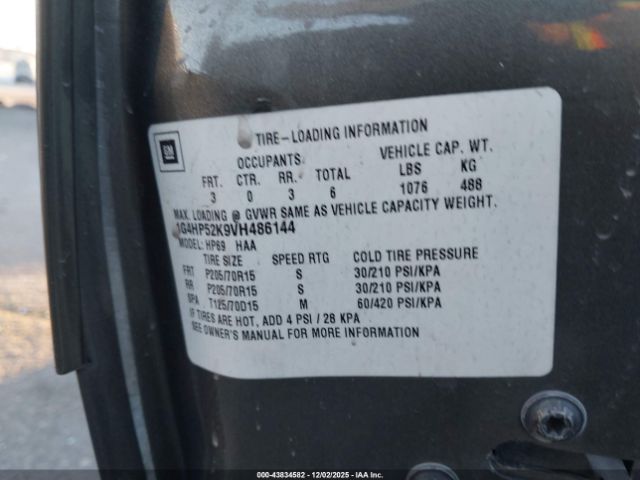 GM
TIRE-LOADING INFORMATION
OCCUPANTS VEHICLE CAP. WT.
FRT. CTR. RR. TOTAL LBS KG
3 0 3 6 1076 488
MAX. LOADING @ GVWR SAME AS VEHICLE CAPACITY WEIGHT.
1G4HP52K9VH486144
MODEL: HP69 HAA
TIRE SIZE SPEED RTG COLD TIRE PRESSURE
FRT P205/70R15 S 30/210 PSI/KPA
RR P205/70R15 S 30/210 PSI/KPA
SPA T125/70D15 M 60/420 PSI/KPA
IF TIRES ARE HOT, ADD 4 PSI / 28 KPA
SEE OWNER'S MANUAL FOR MORE INFORMATION
000-43834582 - 12/02/2025 - IAAI.COM